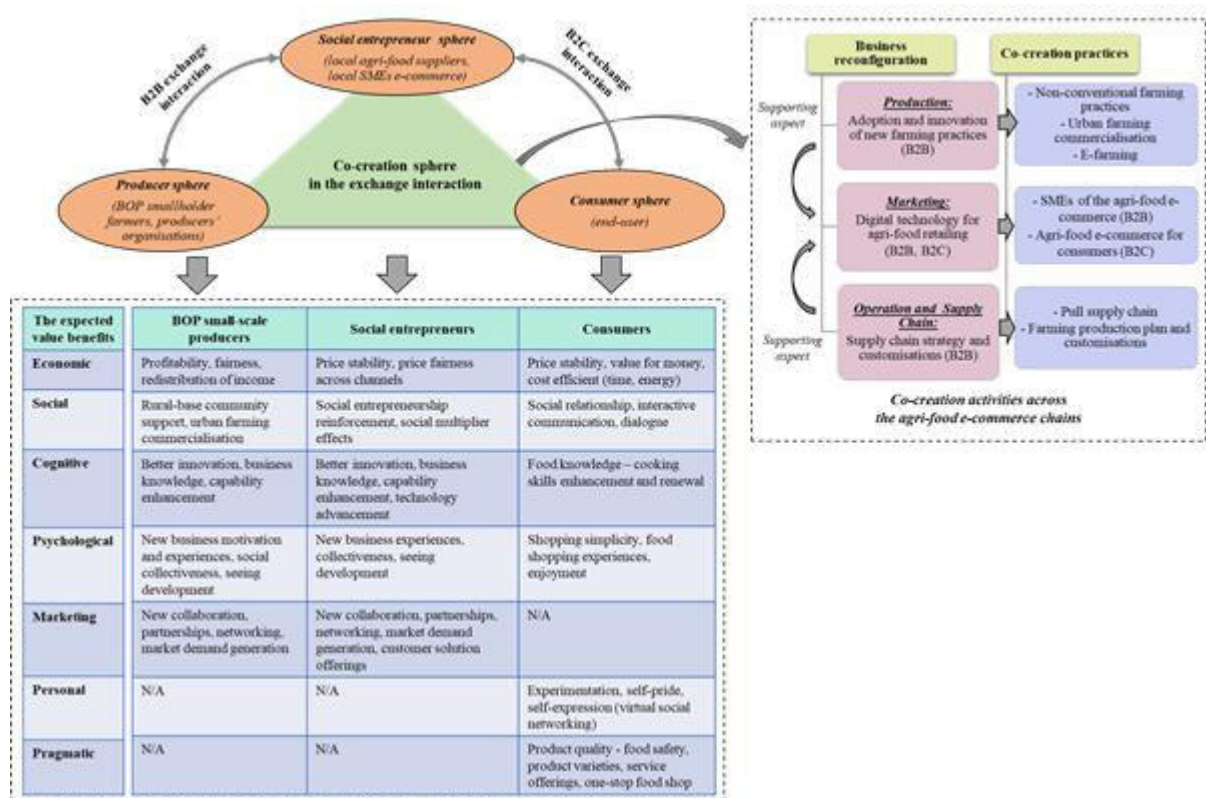 Social entrepreneur sphere
(local agri-food suppliers,
local SMEs e-commerce)
B2B exchange
interaction
B2C exchange
interaction
Co-creation sphere
in the exchange interaction
Producer sphere
(BOP smallholder
farmers, producers'
organisations)
Consumer sphere
(end-user)
Business
reconfiguration
Co-creation practices
Supporting
aspect
Production:
Adoption and innovation
of new farming practices
(B2B)
- Non-conventional farming
practices
- Urban farming
commercialisation
- E-farming
Marketing:
Digital technology for
agri-food retailing
(B2B, B2C)
- SMEs of the agri-food e-
commerce (B2B)
- Agri-food e-commerce for
consumers (B2C)
Operation and Supply
Chain:
Supply chain strategy and
customisations (B2B)
- Pull supply chain
- Farming production plan and
customisations
Supporting
aspect
Co-creation activities across
the agri-food e-commerce chains
The expected
value benefits
BOP small-scale
producers
Social entrepreneurs
Consumers
Economic
Profitability, fairness,
redistribution of income
Price stability, price fairness
across channels
Price stability, value for money,
cost efficient (time, energy)
Social
Rural-base community
support, urban farming
commercialisation
Social entrepreneurship
reinforcement, social multiplier
effects
Social relationship, interactive
communication, dialogue
Cognitive
Better innovation, business
knowledge, capability
enhancement
Better innovation, business
knowledge, capability
enhancement, technology
advancement
Food knowledge – cooking
skills enhancement and renewal
Psychological
New business motivation
and experiences, social
collectiveness, seeing
development
New business experiences,
collectiveness, seeing
development
Shopping simplicity, food
shopping experiences,
enjoyment
Marketing
New collaboration,
partnerships, networking,
market demand generation
New collaboration, partnerships,
networking, market demand
generation, customer solution
offerings
N/A
Personal
N/A
N/A
Experimentation, self-pride,
self-expression (virtual social
networking)
Pragmatic
N/A
N/A
Product quality - food safety,
product varieties, service
offerings, one-stop food shop